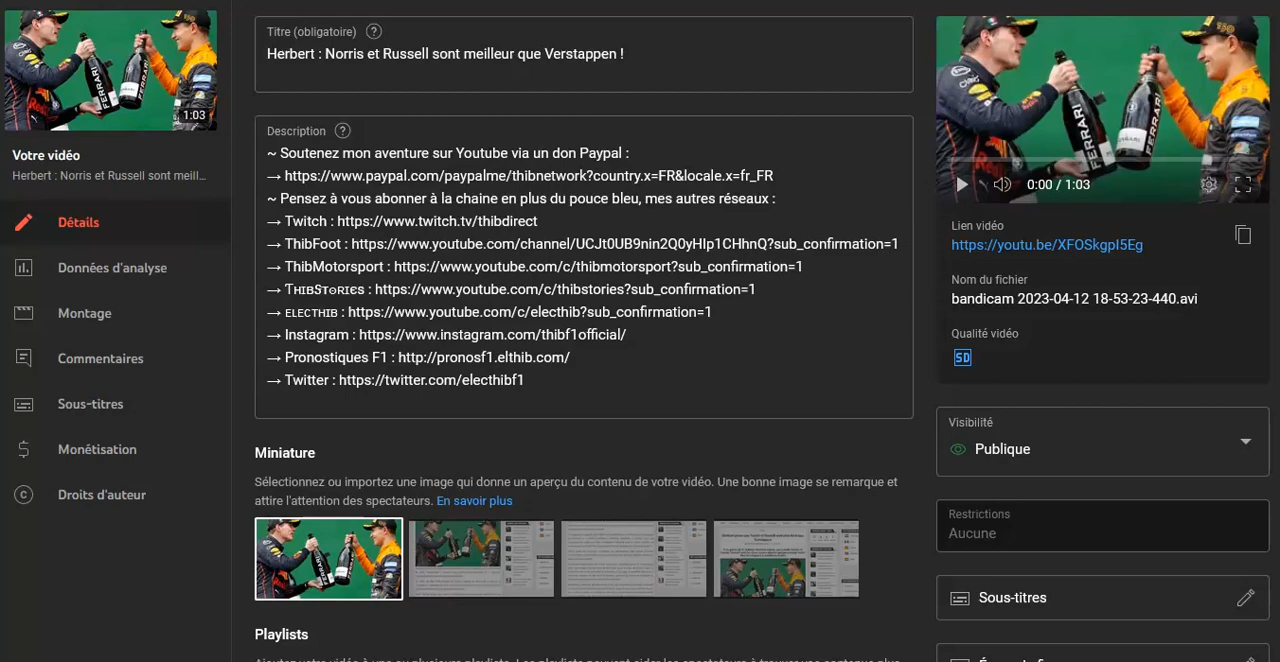 1:03
Votre vidéo
Herbert : Norris et Russell sont meill...
Détails
Données d'analyse
Montage
Commentaires
Sous-titres
Monétisation
Droits d'auteur
Titre (obligatoire) ?
Herbert : Norris et Russell sont meilleur que Verstappen !
Description ?
~ Soutenez mon aventure sur Youtube via un don Paypal :
→ https://www.paypal.com/paypalme/thibnetwork?country.x=FR&locale.x=fr_FR
~ Pensez à vous abonner à la chaine en plus du pouce bleu, mes autres réseaux :
→ Twitch : https://www.twitch.tv/thibdirect
→ ThibFoot : https://www.youtube.com/channel/UCJt0UB9nin2Q0yHIp1CHhnQ?sub_confirmation=1
→ ThibMotorsport : https://www.youtube.com/c/thibmotorsport?sub_confirmation=1
→ TʜɪʙSᴛᴏʀɪєs : https://www.youtube.com/c/thibstories?sub_confirmation=1
→ ᴇʟᴇᴄᴛʜɪʙ : https://www.youtube.com/c/electhib?sub_confirmation=1
→ Instagram : https://www.instagram.com/thibf1official/
→ Pronostiques F1 : http://pronosf1.elthib.com/
→ Twitter : https://twitter.com/electhibf1
Miniature
Sélectionnez ou importez une image qui donne un aperçu du contenu de votre vidéo. Une bonne image se remarque et
attire l'attention des spectateurs. En savoir plus
FERRARI
Playlists
FERRARI
0:00 / 1:03
Lien vidéo
https://youtu.be/XFOSkgpI5Eg
Nom du fichier
bandicam 2023-04-12 18-53-23-440.avi
Qualité vidéo
SD
Visibilité
Publique
Restrictions
Aucune
Sous-titres